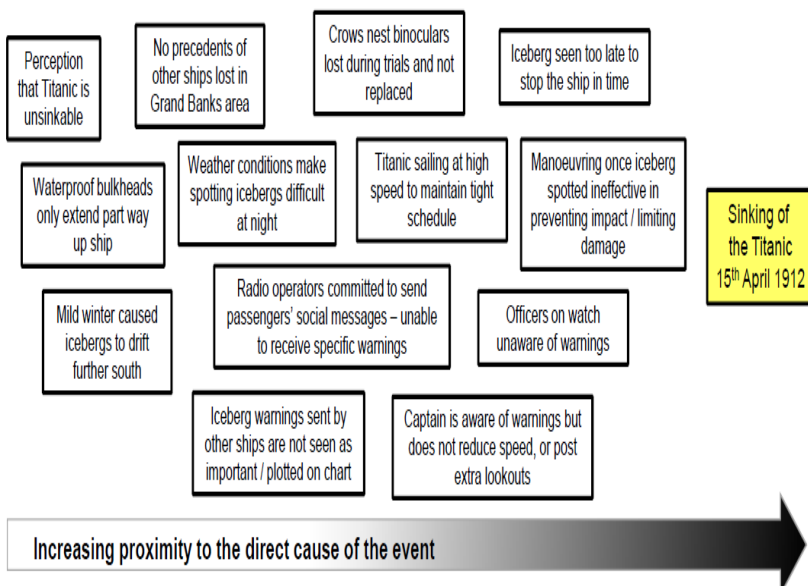 Perception
that Titanic is
unsinkable
No precedents of
other ships lost in
Grand Banks area
Crows nest binoculars
lost during trials and not
replaced
Iceberg seen too late to
stop the ship in time
Waterproof bulkheads
only extend part way
up ship
Weather conditions make
spotting icebergs difficult
at night
Titanic sailing at high
speed to maintain tight
schedule
Manoeuvring once iceberg
spotted ineffective in
preventing impact / limiting
damage
Sinking of
the Titanic
15th April 1912
Mild winter caused
icebergs to drift
further south
Radio operators committed to send
passengers' social messages – unable
to receive specific warnings
Officers on watch
unaware of warnings
Iceberg warnings sent by
other ships are not seen as
important / plotted on chart
Captain is aware of warnings but
does not reduce speed, or post
extra lookouts
Increasing proximity to the direct cause of the event